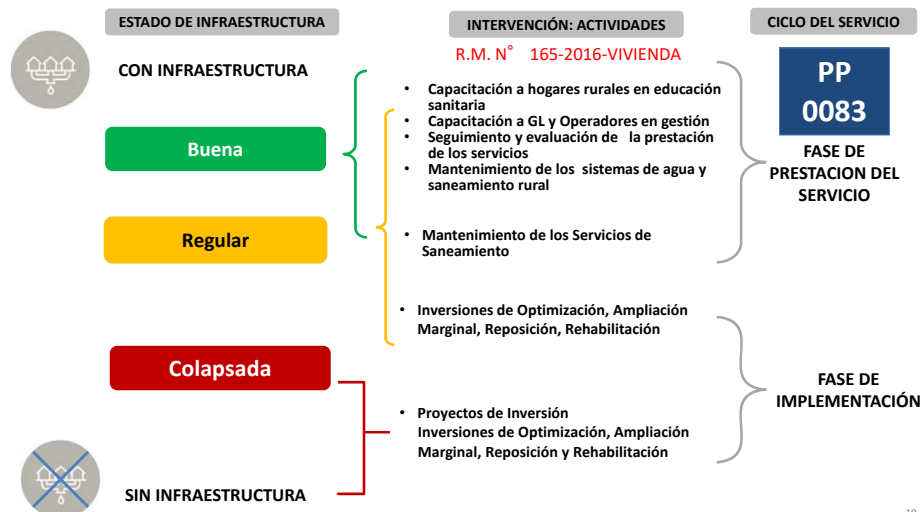 ESTADO DE INFRAESTRUCTURA
INTERVENCIÓN: ACTIVIDADES
CICLO DEL SERVICIO
CON INFRAESTRUCTURA
R.M. N° 165-2016-VIVIENDA
PP
0083
Buena
• Capacitación a hogares rurales en educación
sanitaria
• Capacitación a GL y Operadores en gestión
• Seguimiento y evaluación de la prestación
de los servicios
• Mantenimiento de los sistemas de agua y
saneamiento rural
FASE DE
PRESTACION DEL
SERVICIO
Regular
• Mantenimiento de los Servicios de
Saneamiento
• Inversiones de Optimización, Ampliación
Marginal, Reposición, Rehabilitación
Colapsada
FASE DE
IMPLEMENTACIÓN
• Proyectos de Inversión
Inversiones de Optimización, Ampliación
Marginal, Reposición y Rehabilitación
SIN INFRAESTRUCTURA